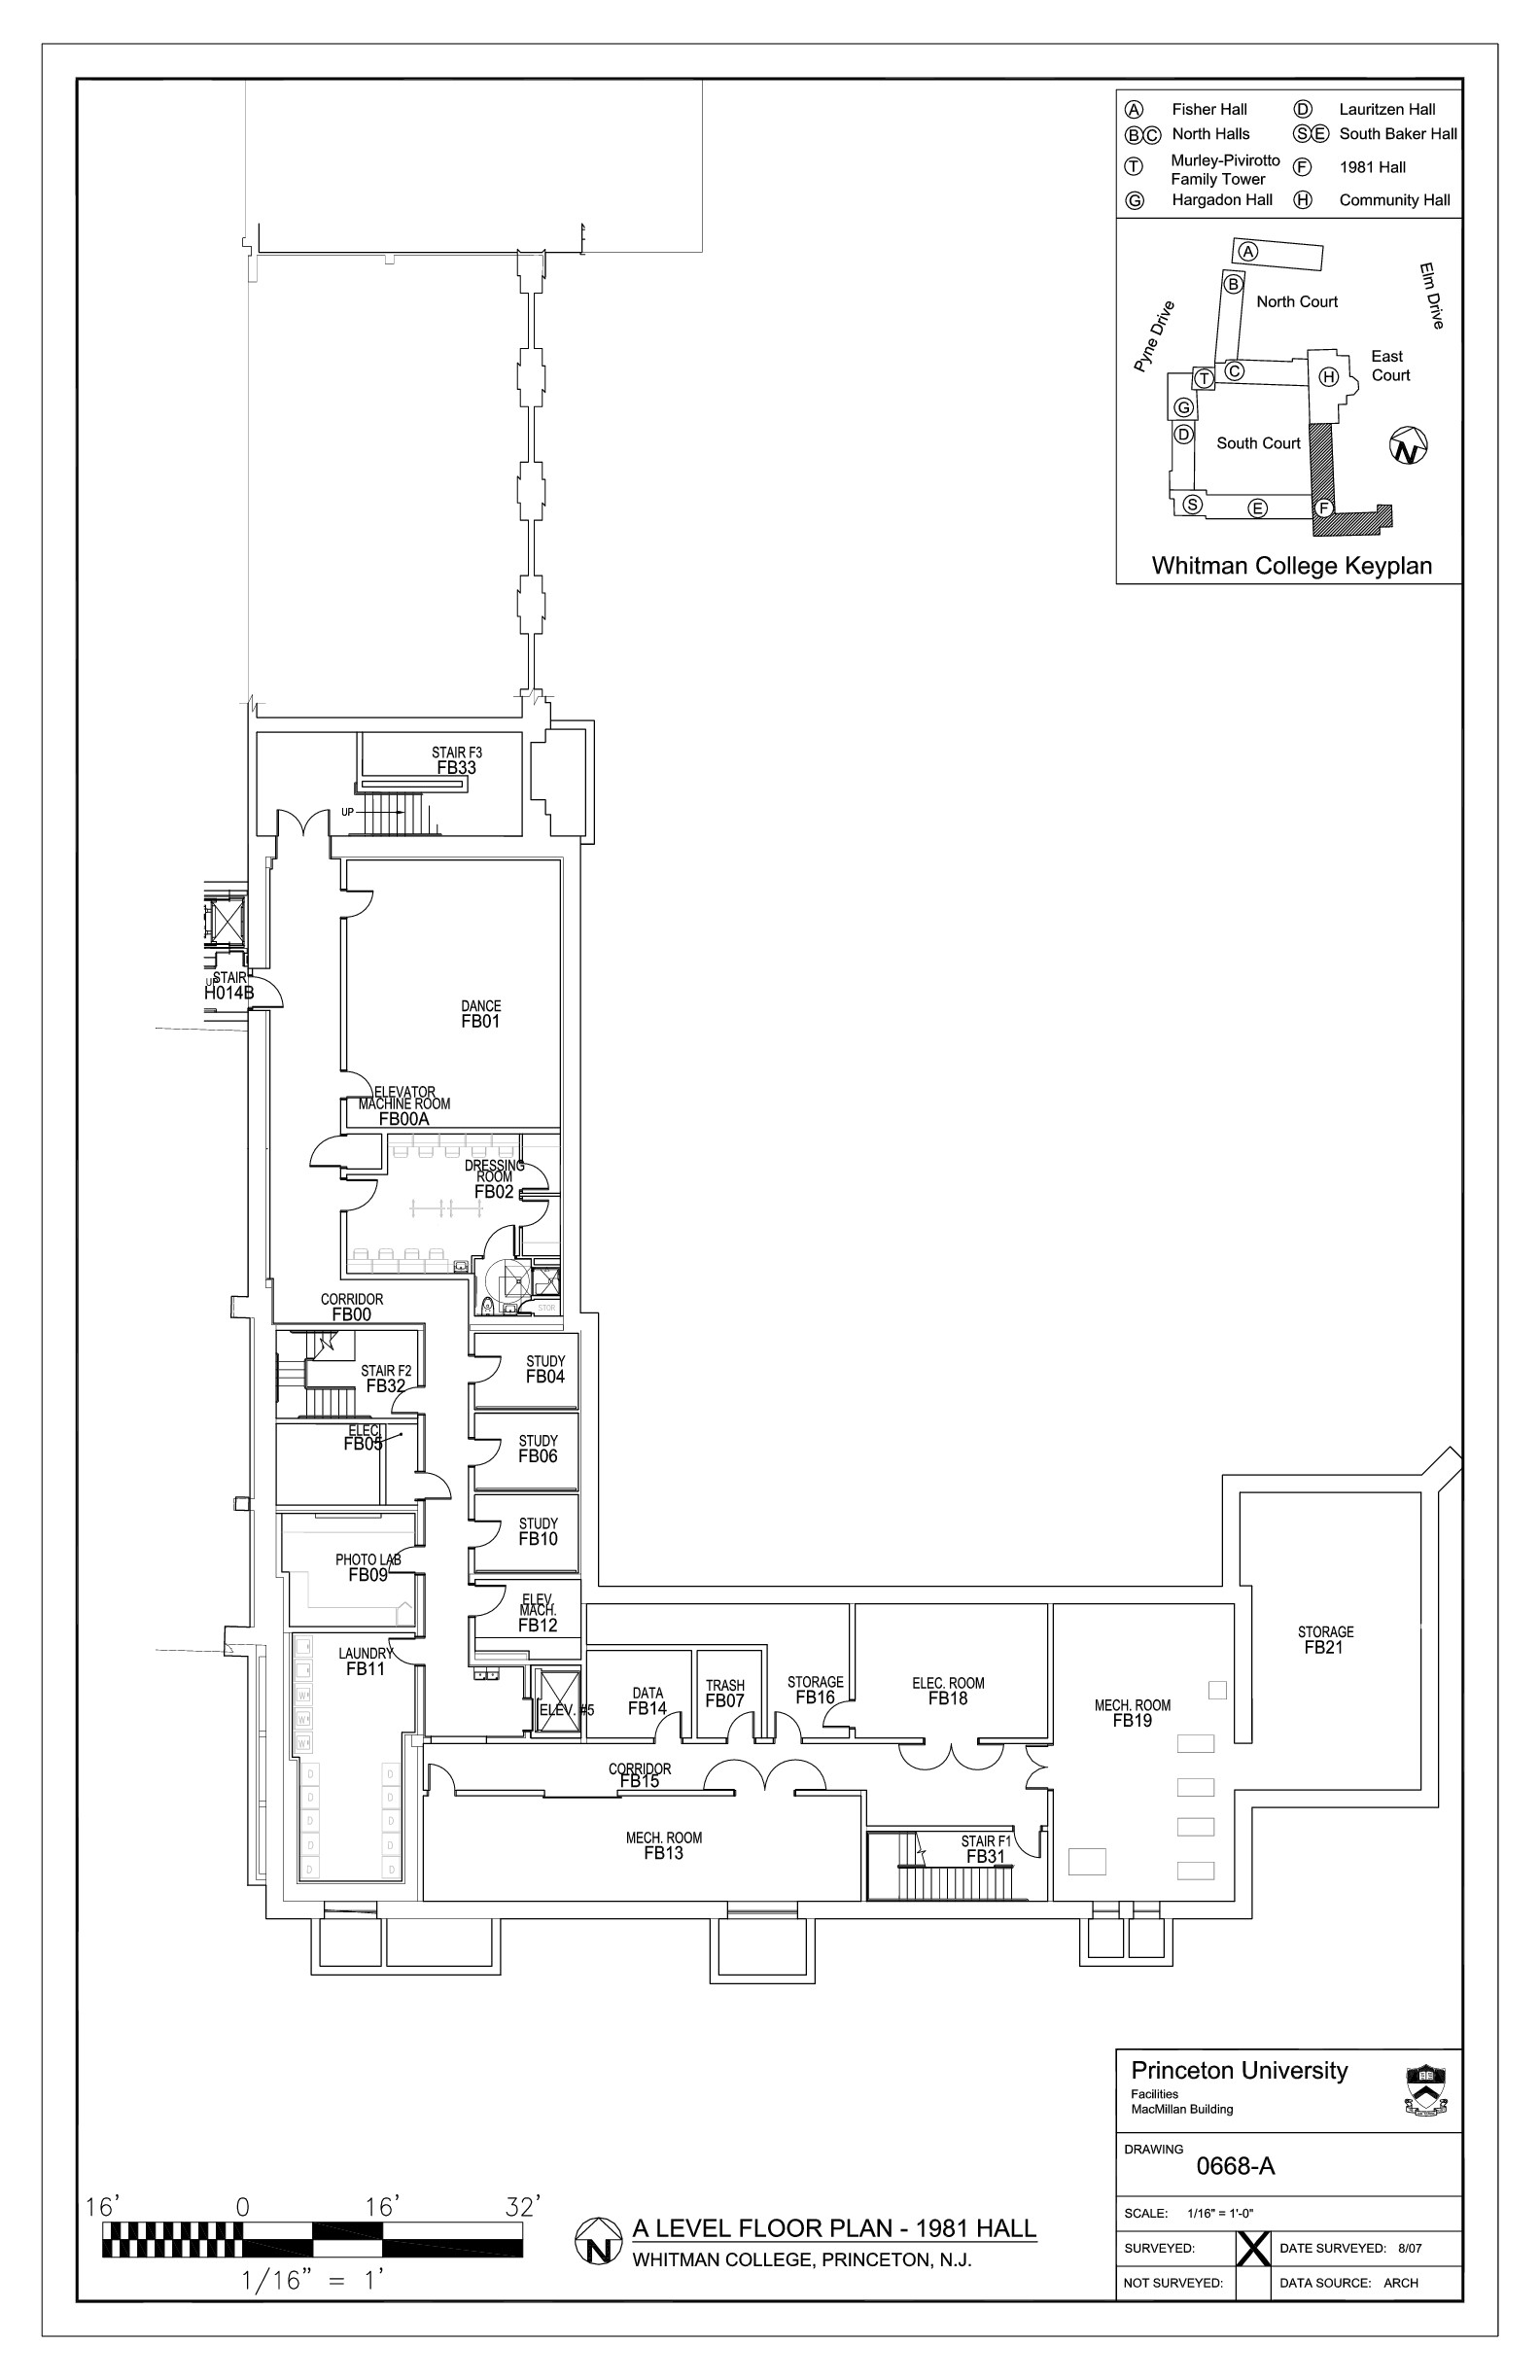 A Fisher Hall
D Lauritzen Hall
B C North Halls
S E South Baker Hall
T Murley-Pivirotto
Family Tower
F 1981 Hall
G Hargadon Hall
H Community Hall
A
B
North Court
Elm Drive
Pyne Drive
East
Court
T
C
H
G
D
South Court
N
S
E
F
Whitman College Keyplan
STAIR F3
FB33
UP
STAIR
UP
H014B
DANCE
FB01
ELEVATOR
MACHINE ROOM
FB00A
DRESSING
ROOM
FB02
STOR
CORRIDOR
FB00
STAIR F2
FB32
STUDY
FB04
ELEC.
FB05
STUDY
FB06
STUDY
FB10
PHOTO LAB
FB09
ELEV.
MACH.
FB12
LAUNDRY
FB11
W
W
W
D D
D D
D D
D D
D D
ELEV. #5
DATA
FB14
TRASH
FB07
STORAGE
FB16
ELEC. ROOM
FB18
MECH. ROOM
FB19
STORAGE
FB21
CORRIDOR
FB15
MECH. ROOM
FB13
STAIR F1
FB31
Princeton University
Facilities
MacMillan Building
DRAWING
0668-A
SCALE: 1/16" = 1'-0"
SURVEYED: X DATE SURVEYED: 8/07
NOT SURVEYED: DATA SOURCE: ARCH
16' 0 16' 32'
1/16" = 1'
N
A LEVEL FLOOR PLAN - 1981 HALL
WHITMAN COLLEGE, PRINCETON, N.J.